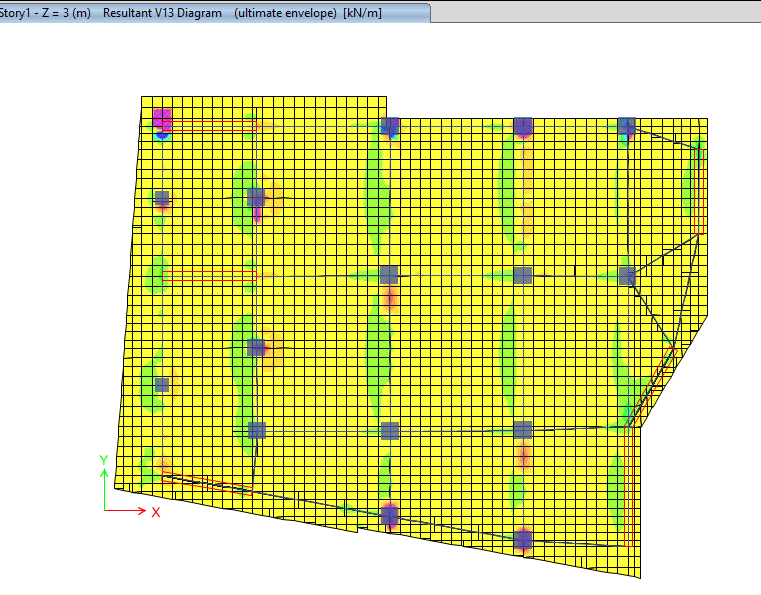 Story1 - Z = 3 (m) Resultant V13 Diagram (ultimate envelope) [kN/m]
Y
X